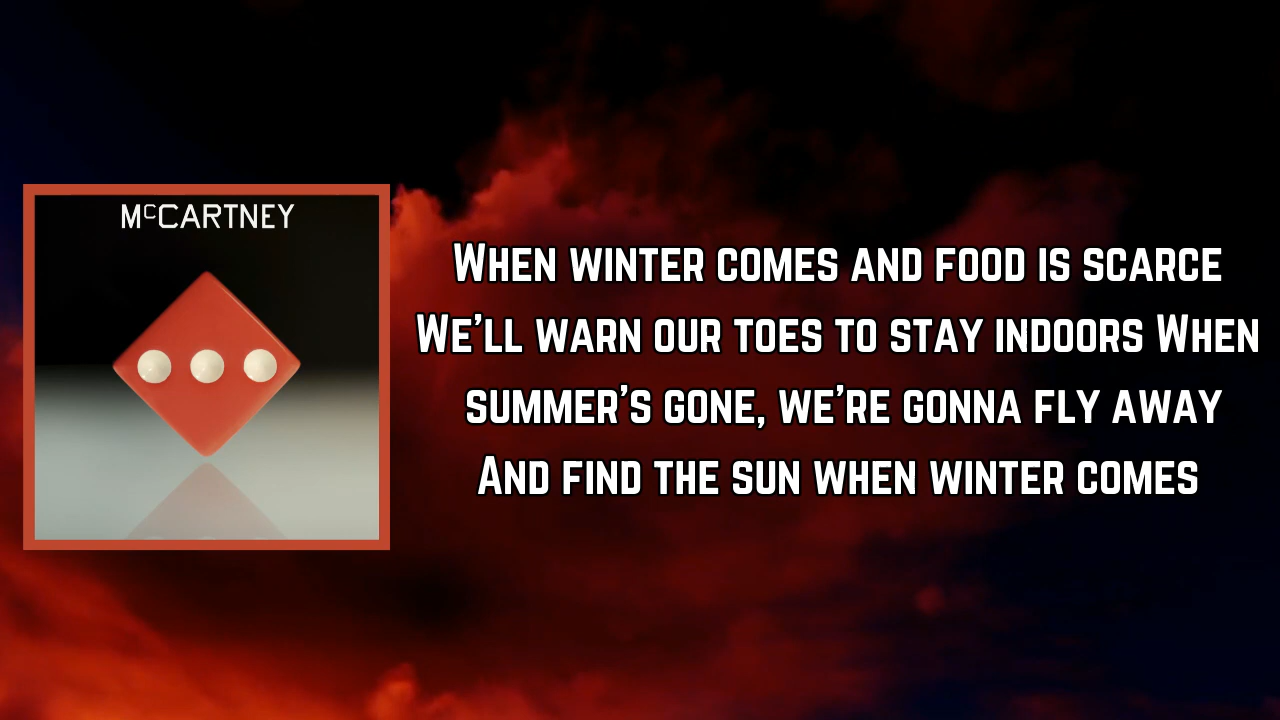 McCARTNEY
When winter comes and food is scarce
We'll warn our toes to stay indoors When
summer's gone, we're gonna fly away
And find the sun when winter comes